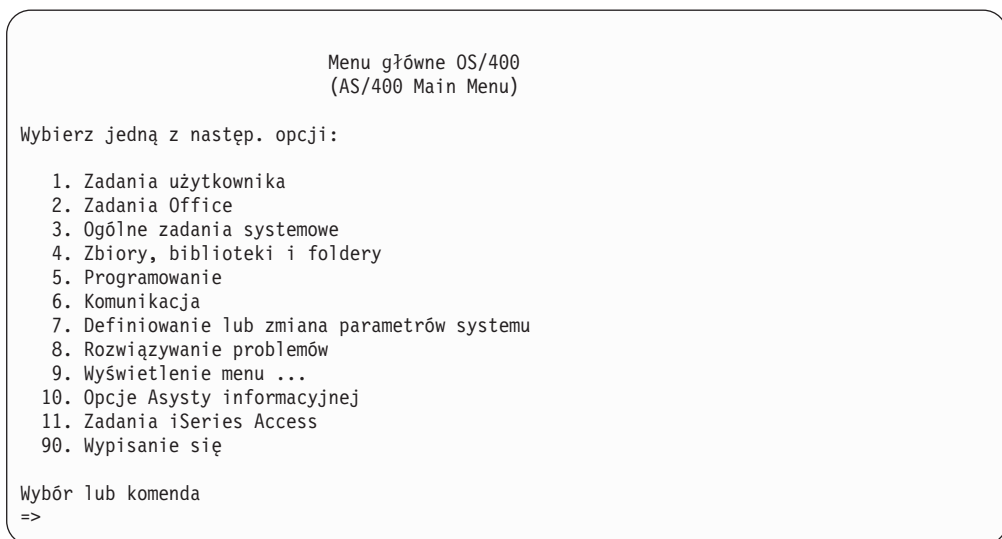 Menu główne OS/400
(AS/400 Main Menu)
Wybierz jedną z następ. opcji:
1. Zadania użytkownika
2. Zadania Office
3. Ogólne zadania systemowe
4. Zbiory, biblioteki i foldery
5. Programowanie
6. Komunikacja
7. Definiowanie lub zmiana parametrów systemu
8. Rozwiązywanie problemów
9. Wyświetlenie menu ...
10. Opcje Asysty informacyjnej
11. Zadania iSeries Access
90. Wypisanie się
Wybór lub komenda
=>